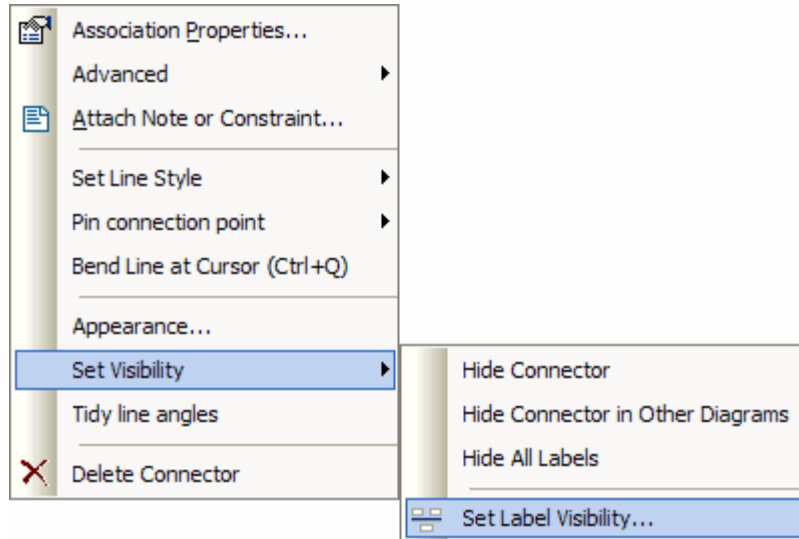 Association Properties...
Advanced
Attach Note or Constraint...
Set Line Style
Pin connection point
Bend Line at Cursor (Ctrl+Q)
Appearance...
Set Visibility
Tidy line angles
Delete Connector
Hide Connector
Hide Connector in Other Diagrams
Hide All Labels
Set Label Visibility...